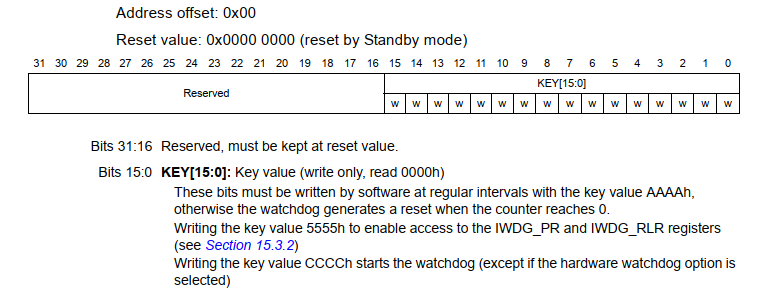 Address offset: 0x00
Reset value: 0x0000 0000 (reset by Standby mode)
31 30 29 28 27 26 25 24 23 22 21 20 19 18 17 16 15 14 13 12 11 10 9 8 7 6 5 4 3 2 1 0
Reserved
KEY[15:0]
w w w w w w w w w w w w w w w w
Bits 31:16 Reserved, must be kept at reset value.
Bits 15:0 KEY[15:0]: Key value (write only, read 0000h)
These bits must be written by software at regular intervals with the key value AAAAh,
otherwise the watchdog generates a reset when the counter reaches 0.
Writing the key value 5555h to enable access to the IWDG_PR and IWDG_RLR registers
(see Section 15.3.2)
Writing the key value CCCCh starts the watchdog (except if the hardware watchdog option is
selected)